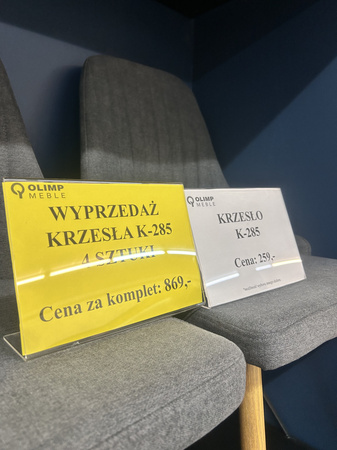 OLIMP
MEBLE
WYPRZEDAŻ
KRZESŁA K-285
4 SZTUKI
Cena za komplet: 869,-
OLIMP
MEBLE
KRZESŁO
K-285
Cena: 259,-